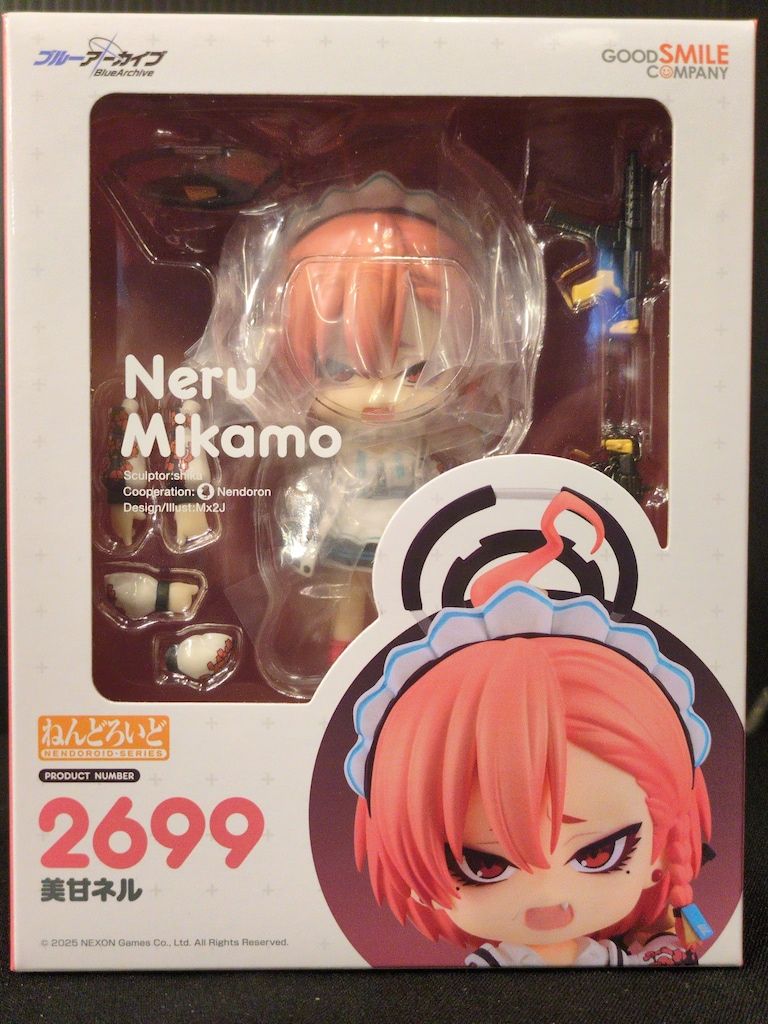 ブルーアーカイブ
BlueArchive
GOOD SMILE
COMPANY
Neru
Mikamo
Sculptor:shika
Cooperation: Nendoron
Design/Illust:Mx2J
ねんどろいど
NENDOROID-SERIES
PRODUCT NUMBER
2699
美甘ネル
© 2025 NEXON Games Co., Ltd. All Rights Reserved.